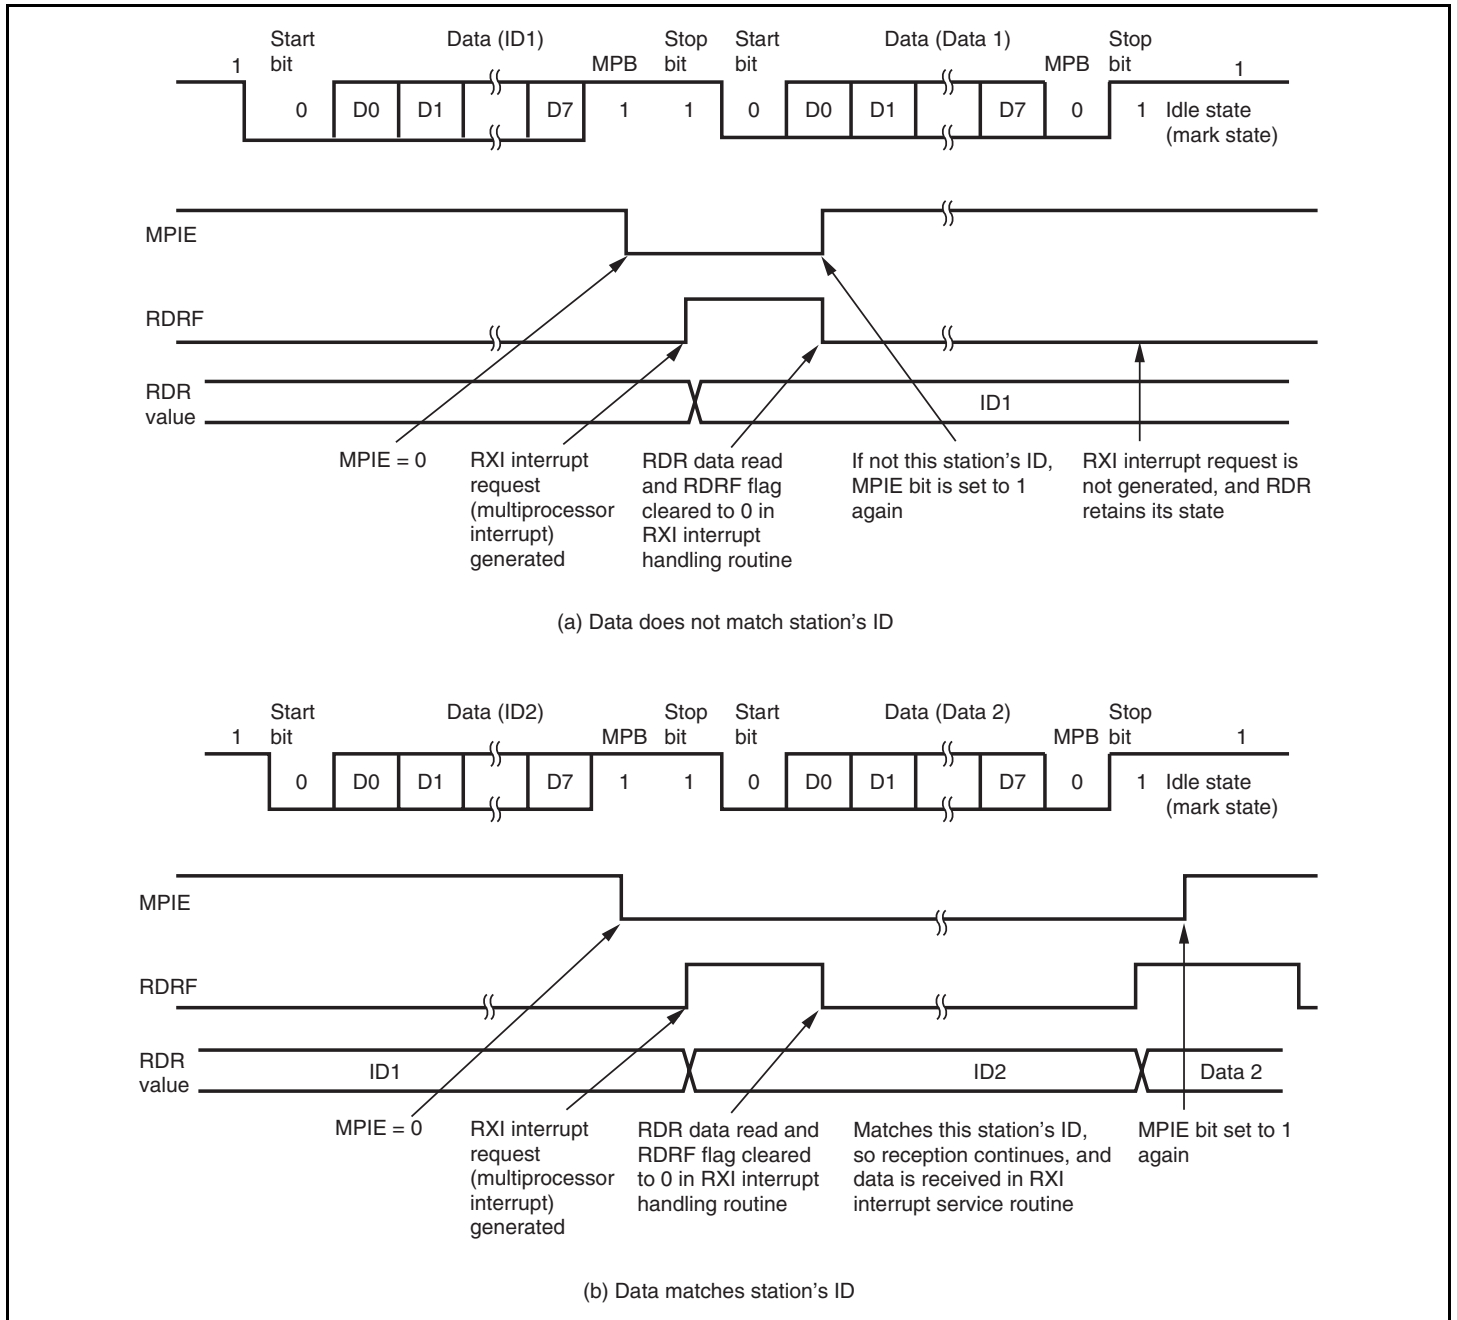 Start Data (ID1) Stop Start Data (Data 1) Stop
1 bit MPB bit bit MPB bit 1
0 D0 D1 D7 1 1 0 D0 D1 D7 0 1 Idle state
(mark state)
MPIE
RDRF
RDR
value
ID1
MPIE = 0
RXI interrupt
request
(multiprocessor
interrupt)
generated
RDR data read
and RDRF flag
cleared to 0 in
RXI interrupt
handling routine
If not this station's ID,
MPIE bit is set to 1
again
RXI interrupt request is
not generated, and RDR
retains its state
(a) Data does not match station's ID
Start Data (ID2) Stop Start Data (Data 2) Stop
1 bit MPB bit bit MPB bit 1
0 D0 D1 D7 1 1 0 D0 D1 D7 0 1 Idle state
(mark state)
MPIE
RDRF
RDR
value
ID1 ID2 Data 2
MPIE = 0
RXI interrupt
request
(multiprocessor
interrupt)
generated
RDR data read and
RDRF flag cleared
to 0 in RXI interrupt
handling routine
Matches this station's ID,
so reception continues, and
data is received in RXI
interrupt service routine
MPIE bit set to 1
again
(b) Data matches station's ID